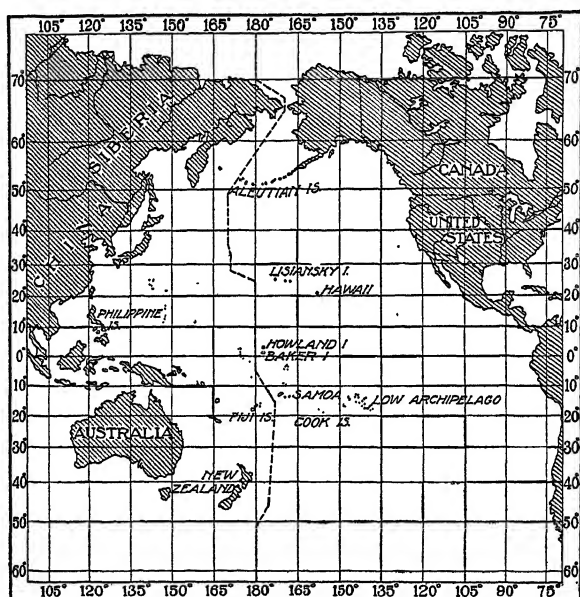 105° 120° 135° 150° 165° 180° 165° 150° 135° 120° 105° 90° 75°
70° 70°
SIBERIA
60° 60°
CANADA
50° 50°
ALEUTIAN IS.
UNITED
STATES
40° 40°
30° 30°
LISIANSKY I.
20° HAWAII 20°
PHILIPPINE
IS.
10° 10°
HOWLAND I
0° BAKER I 0°
10° 10°
SAMOA LOW ARCHIPELAGO
20° FIJI IS. COOK IS. 20°
AUSTRALIA
30° 30°
NEW
ZEALAND
40° 40°
50° 50°
60° 60°
105° 120° 135° 150° 165° 180° 165° 150° 135° 120° 105° 90° 75°